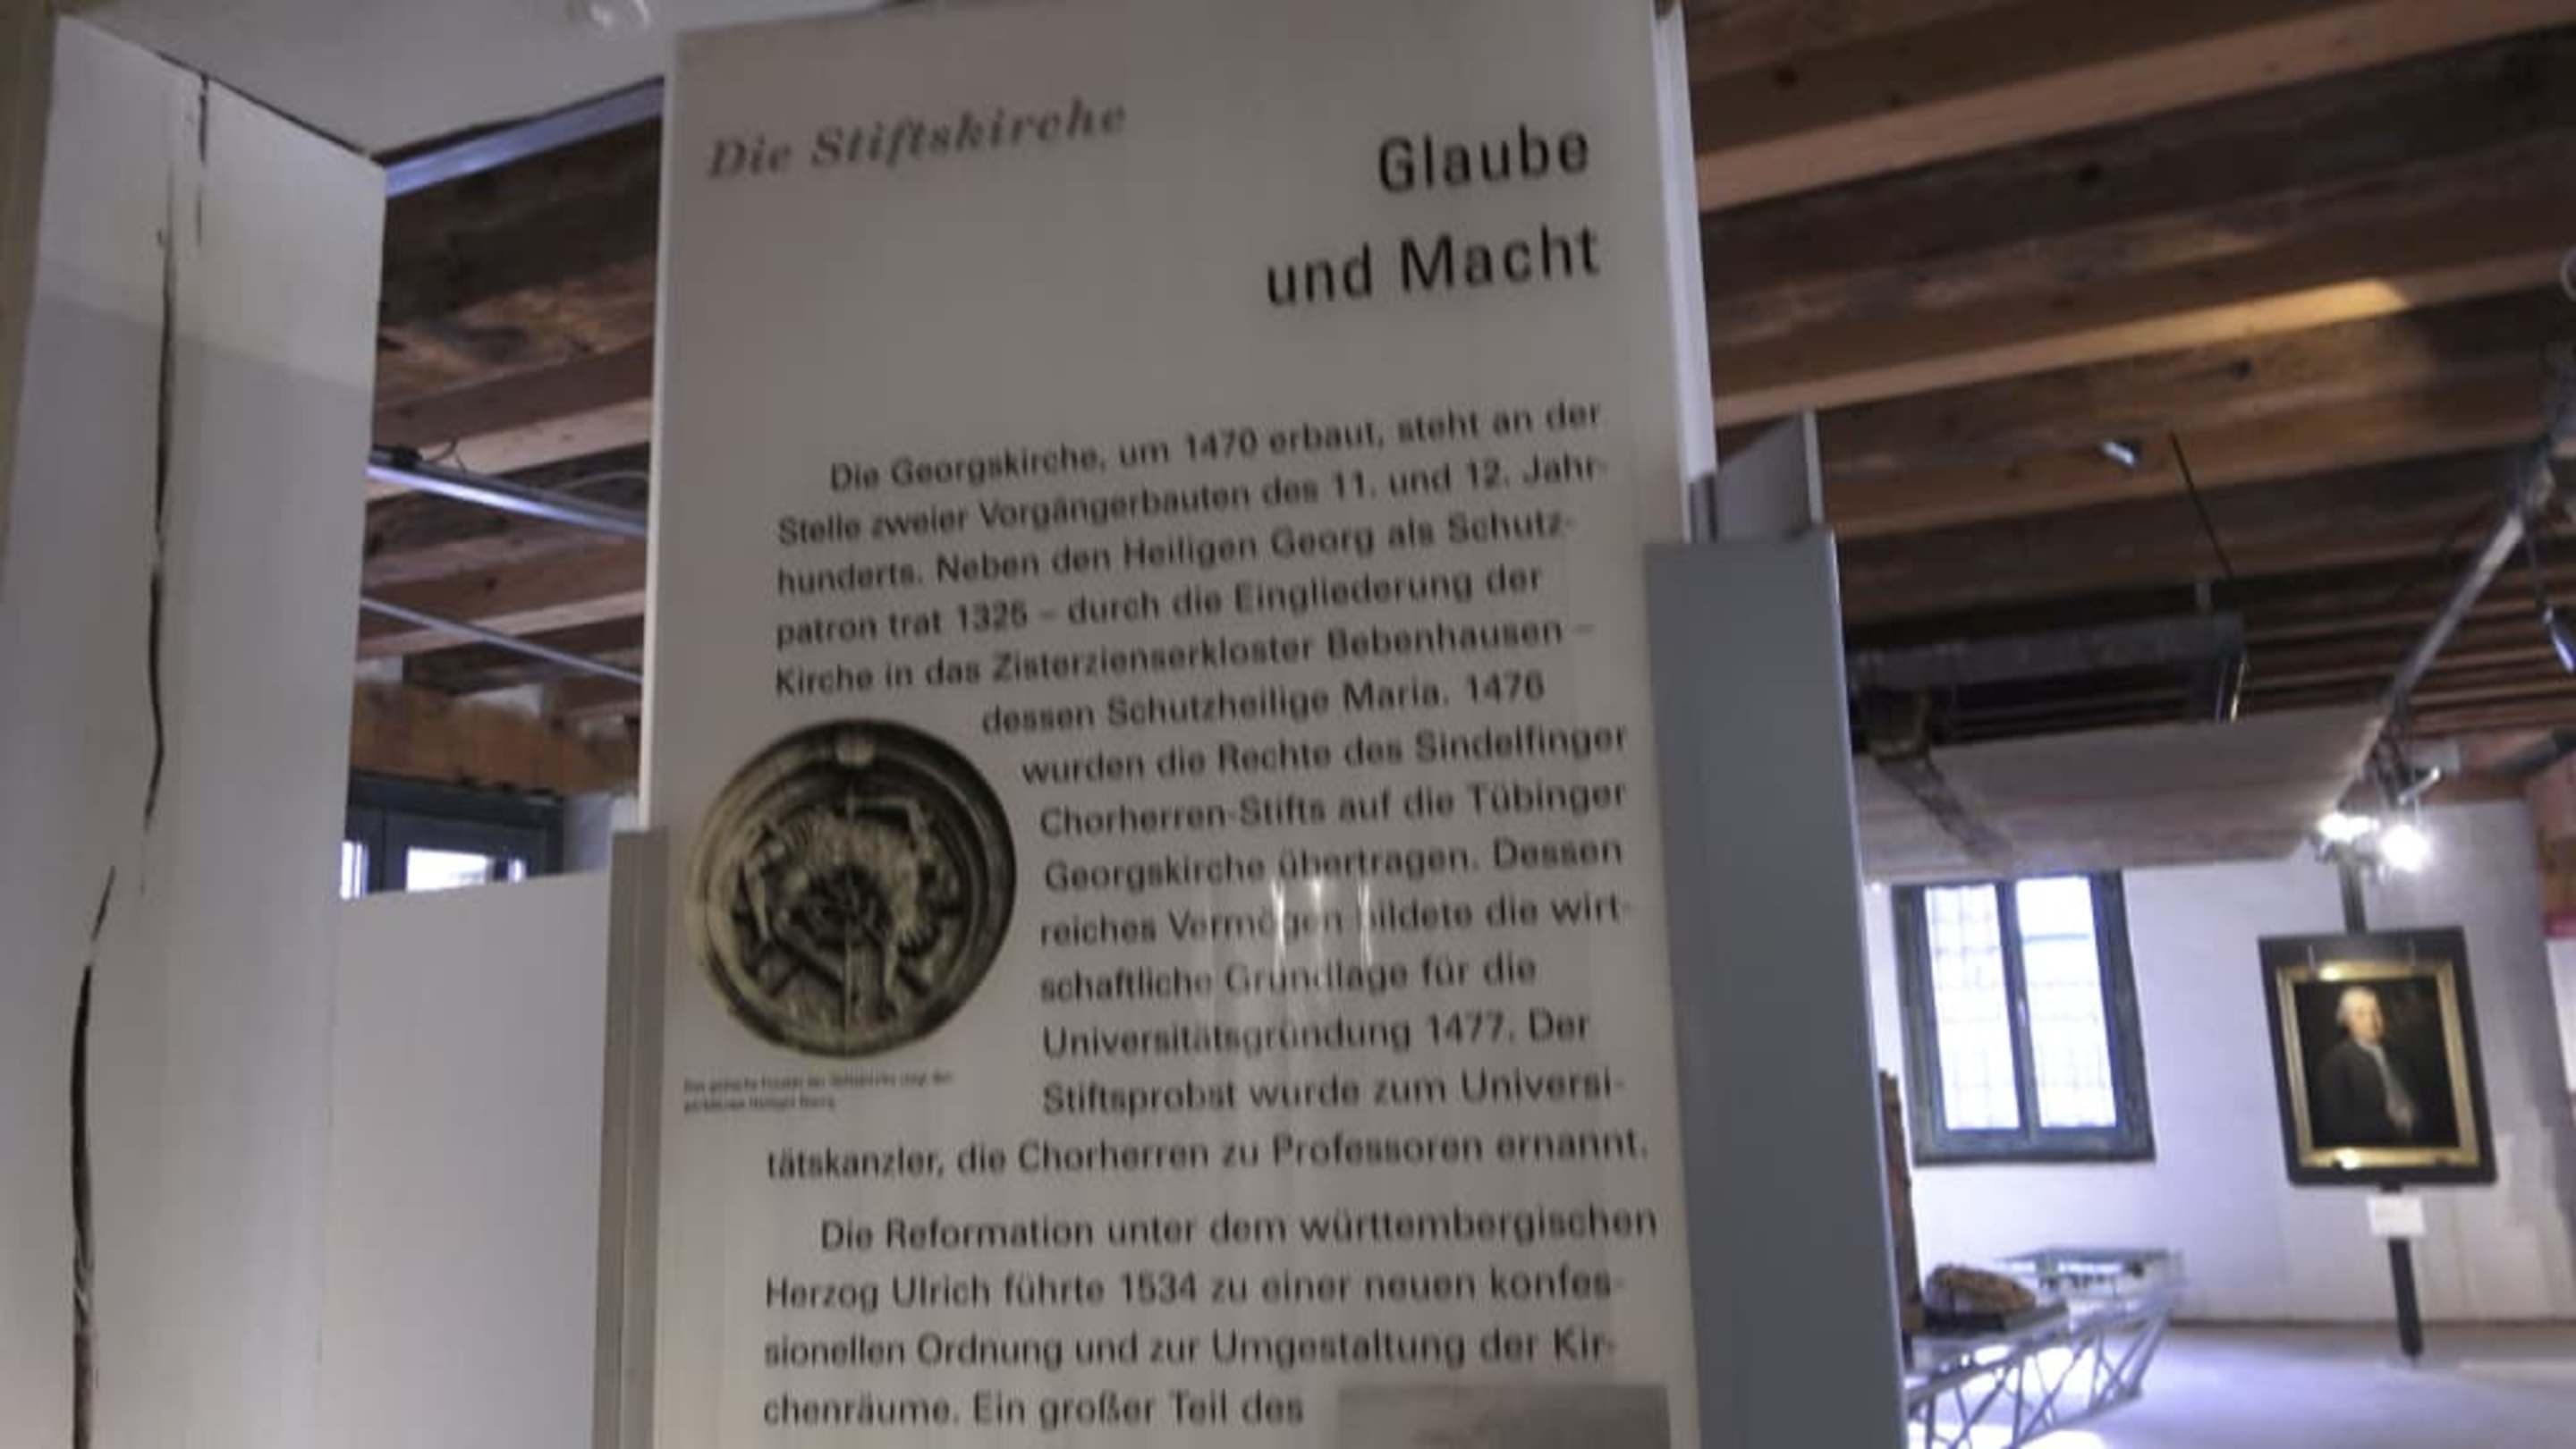 Die Stiftskirche
Glaube
und Macht
Die Georgskirche, um 1470 erbaut, steht an der
Stelle zweier Vorgängerbauten des 11. und 12. Jahr-
hunderts. Neben den Heiligen Georg als Schutz-
patron trat 1325 – durch die Eingliederung der
Kirche in das Zisterzienserkloster Bebenhausen –
dessen Schutzheilige Maria. 1476
wurden die Rechte des Sindelfinger
Chorherren-Stifts auf die Tübinger
Georgskirche übertragen. Dessen
reiches Vermögen bildete die wirt-
schaftliche Grundlage für die
Universitätsgründung 1477. Der
Stiftsprobst wurde zum Universi-
tätskanzler, die Chorherren zu Professoren ernannt.
Die Reformation unter dem württembergischen
Herzog Ulrich führte 1534 zu einer neuen konfes-
sionellen Ordnung und zur Umgestaltung der Kir-
chenräume. Ein großer Teil des